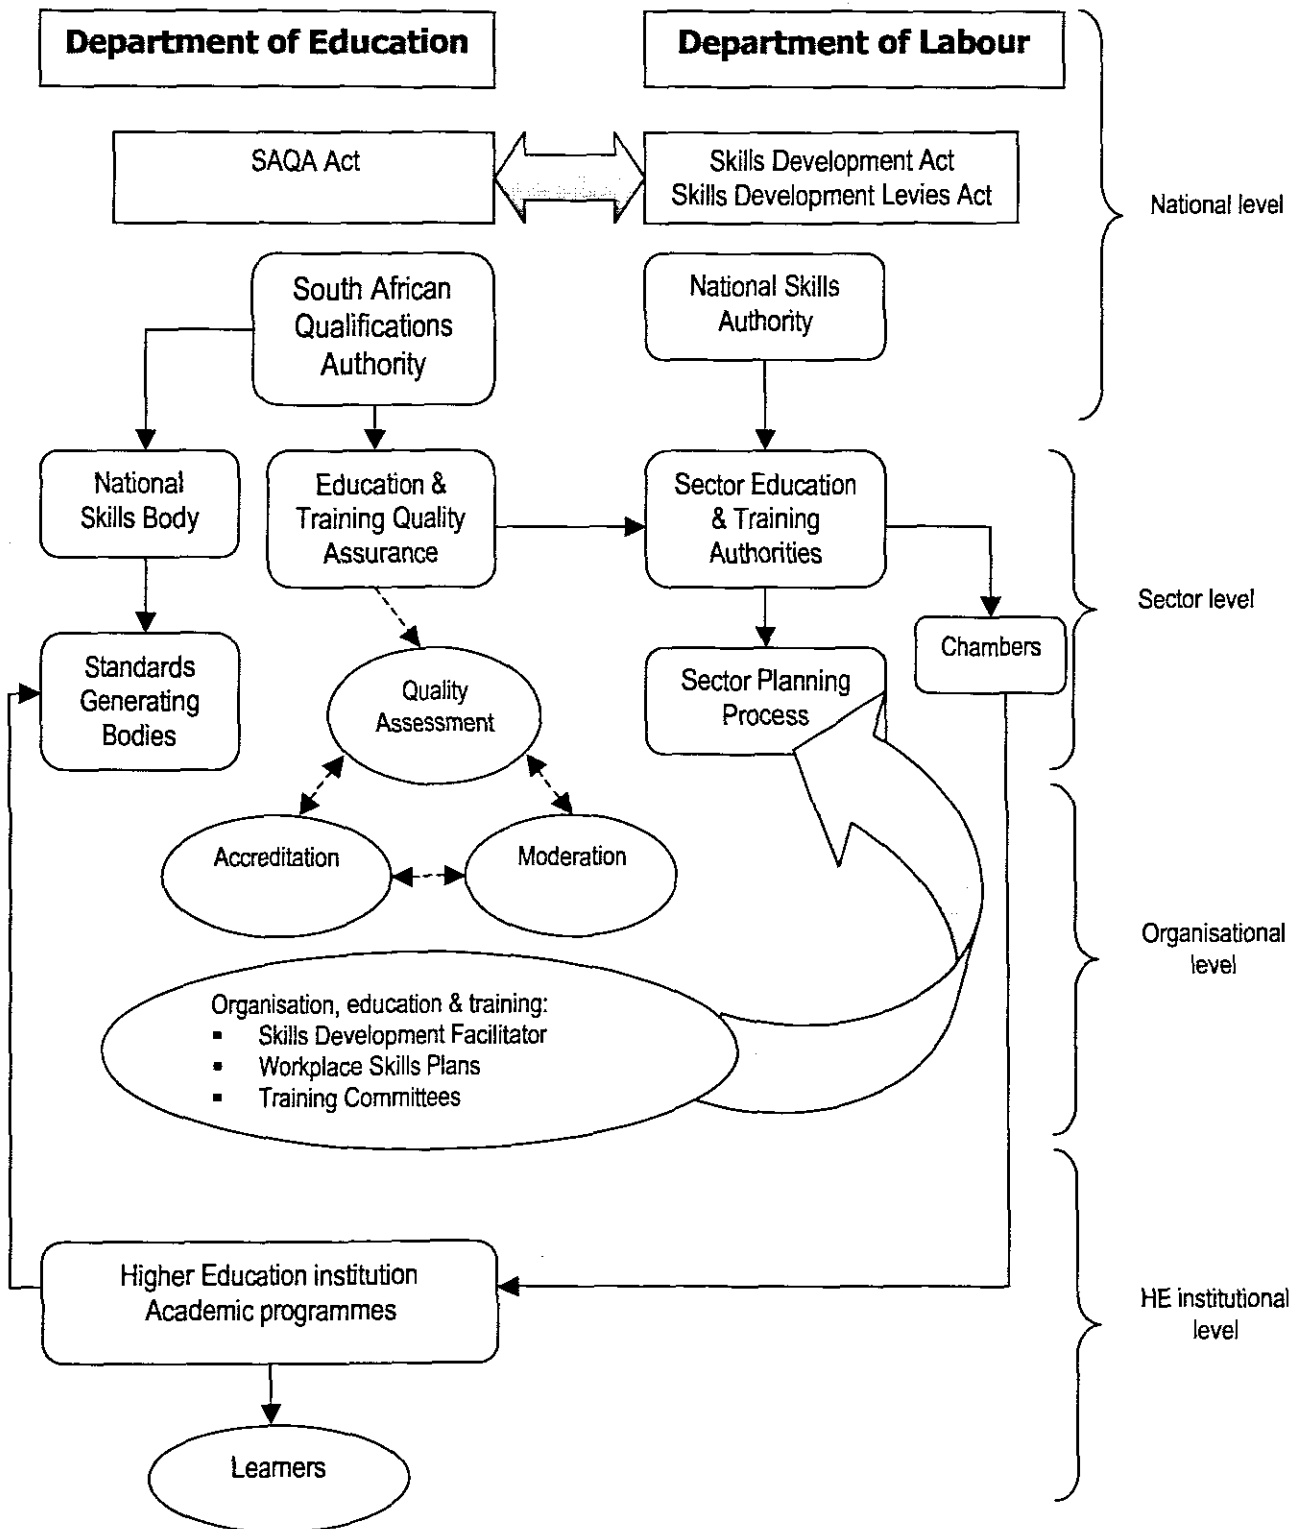 Department of Education
Department of Labour
SAQA Act
Skills Development Act
Skills Development Levies Act
National level
South African
Qualifications
Authority
National Skills
Authority
National
Skills Body
Education &
Training Quality
Assurance
Sector Education
& Training
Authorities
Sector level
Chambers
Standards
Generating
Bodies
Quality
Assessment
Sector Planning
Process
Accreditation
Moderation
Organisational
level
Organisation, education & training:
▪ Skills Development Facilitator
▪ Workplace Skills Plans
▪ Training Committees
Higher Education institution
Academic programmes
HE institutional
level
Learners